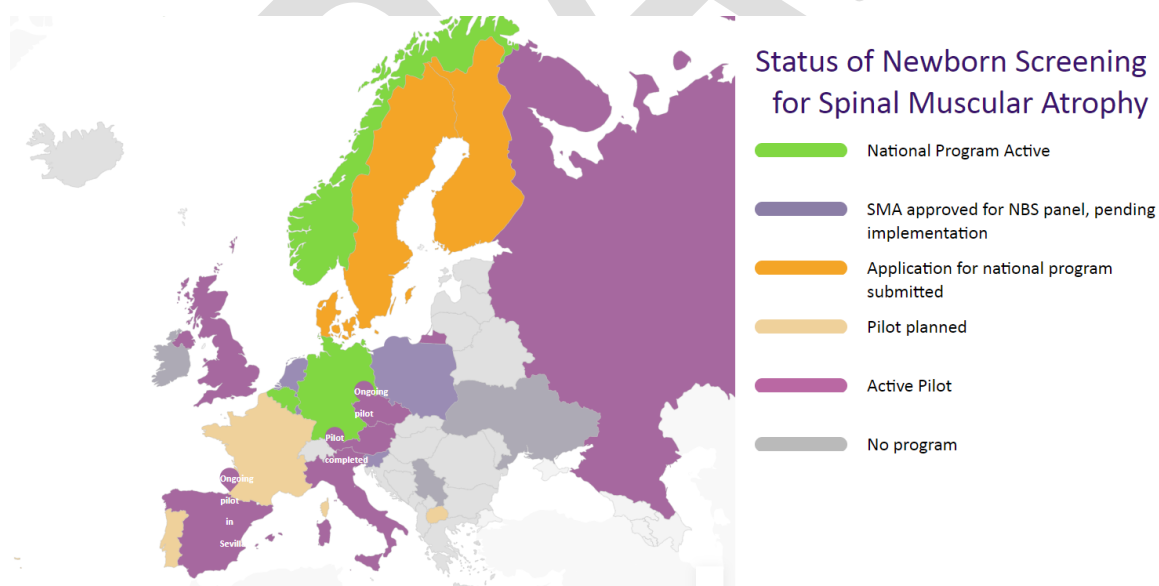 Status of Newborn Screening
for Spinal Muscular Atrophy
National Program Active
SMA approved for NBS panel, pending
implementation
Application for national program
submitted
Pilot planned
Active Pilot
No program
Ongoing
pilot
Pilot
completed
Ongoing
pilot
in